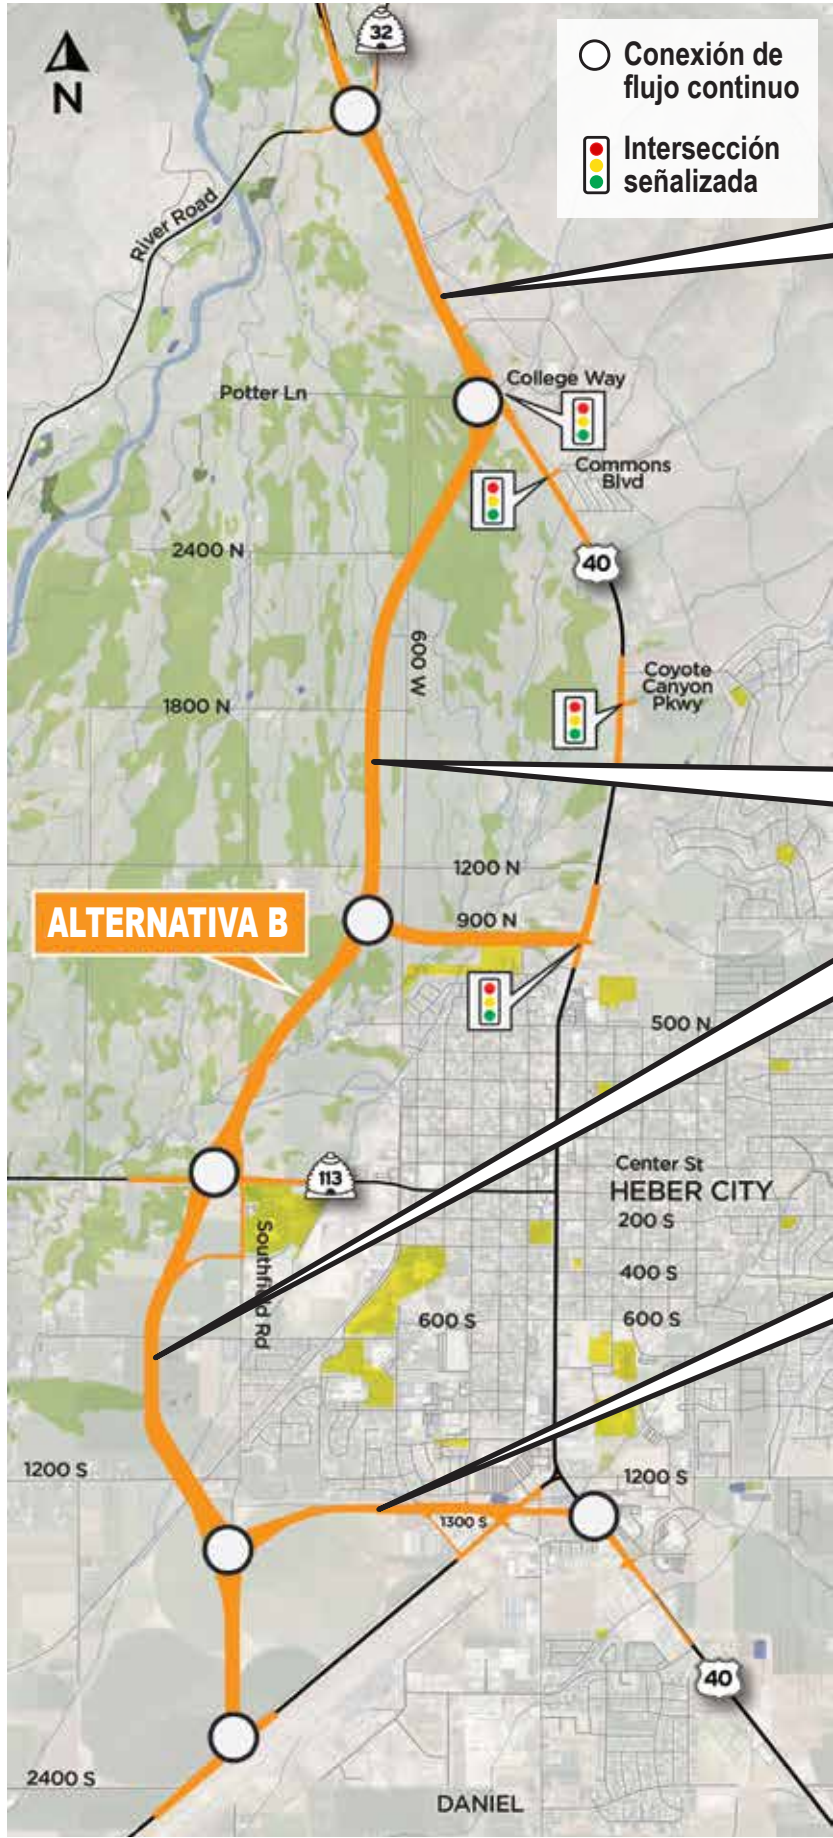 32
N
Conexión de
flujo continuo
Intersección
señalizada
River Road
Potter Ln
College Way
Commons
Blvd
2400 N
40
600 W
Coyote
Canyon
Pkwy
1800 N
1200 N
ALTERNATIVA B
900 N
500 N
113
Center St
HEBER CITY
200 S
Southfield Rd
400 S
600 S
600 S
1200 S
1200 S
1300 S
40
2400 S
DANIEL